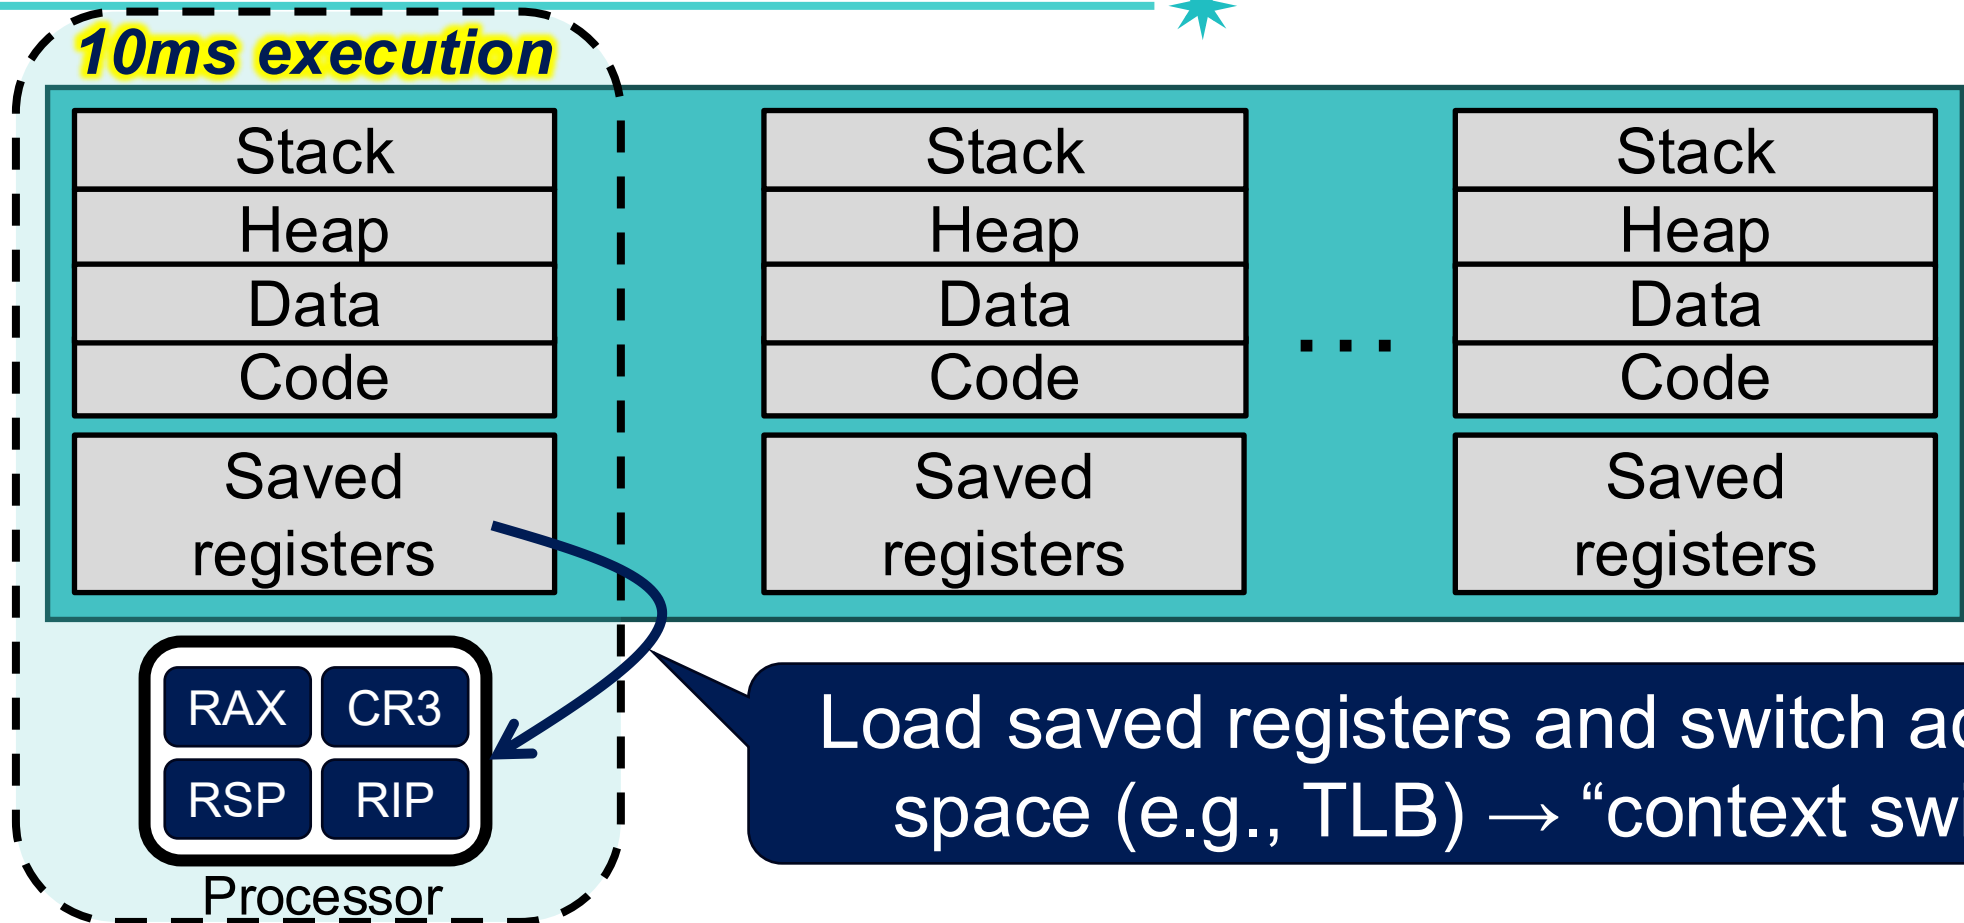 10ms execution
Stack
Heap
Data
Code
Saved
registers
Stack
Heap
Data
Code
Saved
registers
...
Stack
Heap
Data
Code
Saved
registers
RAX CR3
RSP RIP
Processor
Load saved registers and switch
space (e.g., TLB) → “context